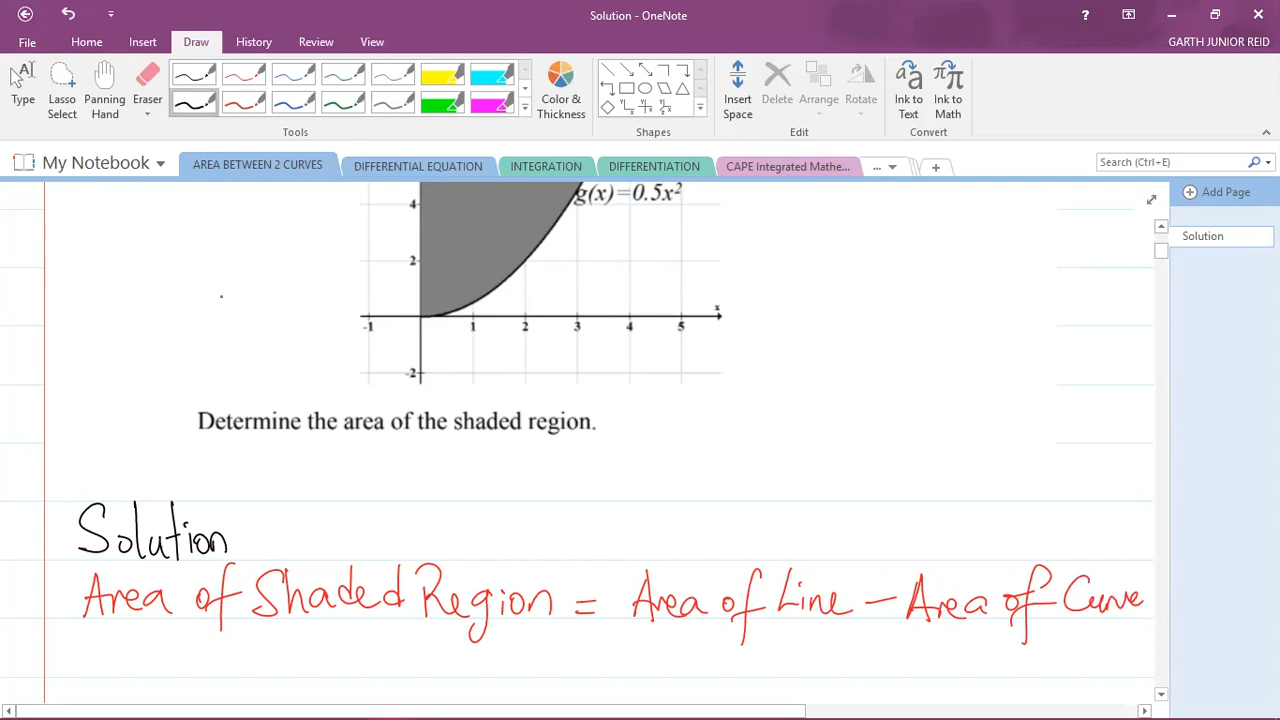 Solution - OneNote
?
File
Home
Insert
Draw
History
Review
View
GARTH JUNIOR REID
Type
Lasso Select
Panning Hand
Eraser
Color & Thickness
Insert Space
Delete
Arrange
Rotate
Ink to Text
Ink to Math
Tools
Shapes
Edit
Convert
My Notebook
AREA BETWEEN 2 CURVES
DIFFERENTIAL EQUATION
INTEGRATION
DIFFERENTIATION
CAPE Integrated Mathe...
...
Search (Ctrl+E)
Add Page
Solution
4
g(x)=0.5x²
2
x
-1 1 2 3 4 5
-2
Determine the area of the shaded region.
Solution
Area of Shaded Region = Area of Line - Area of Curve